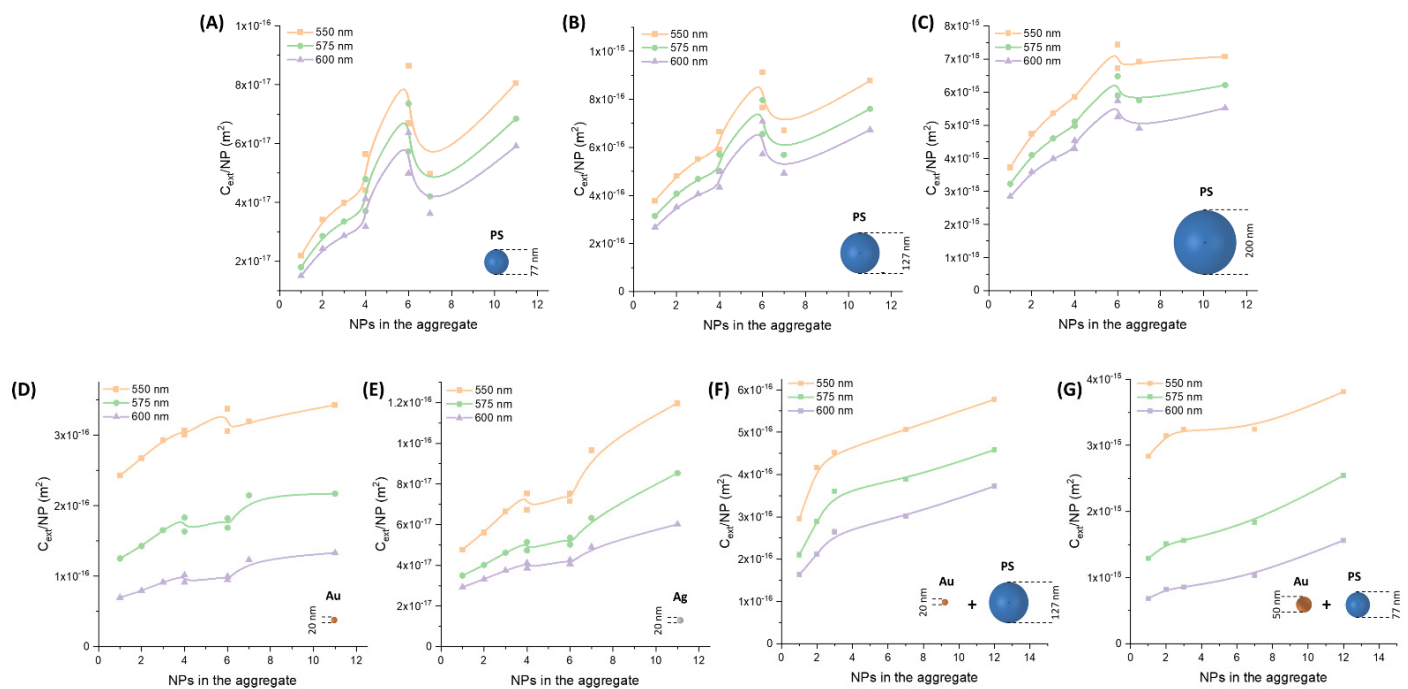 (A)
550 nm
575 nm
600 nm
C_ext/NP (m²)
1x10⁻¹⁶
8x10⁻¹⁷
6x10⁻¹⁷
4x10⁻¹⁷
2x10⁻¹⁷
PS
77 nm
0 2 4 6 8 10 12
NPs in the aggregate
(B)
550 nm
575 nm
600 nm
C_ext/NP (m²)
8x10⁻¹⁶
6x10⁻¹⁶
4x10⁻¹⁶
2x10⁻¹⁶
0
PS
127 nm
0 2 4 6 8 10 12
NPs in the aggregate
(C)
550 nm
575 nm
600 nm
C_ext/NP (m²)
8x10⁻¹⁵
7x10⁻¹⁵
6x10⁻¹⁵
5x10⁻¹⁵
4x10⁻¹⁵
3x10⁻¹⁵
2x10⁻¹⁵
1x10⁻¹⁵
0
PS
200 nm
0 2 4 6 8 10 12
NPs in the aggregate
(D)
550 nm
575 nm
600 nm
C_ext/NP (m²)
3x10⁻¹⁶
2x10⁻¹⁶
1x10⁻¹⁶
0
Au
20 nm
0 2 4 6 8 10 12
NPs in the aggregate
(E)
550 nm
575 nm
600 nm
C_ext/NP (m²)
1.2x10⁻¹⁶
1x10⁻¹⁶
8x10⁻¹⁷
6x10⁻¹⁷
4x10⁻¹⁷
2x10⁻¹⁷
0
Ag
20 nm
0 2 4 6 8 10 12
NPs in the aggregate
(F)
550 nm
575 nm
600 nm
C_ext/NP (m²)
6x10⁻¹⁶
5x10⁻¹⁶
4x10⁻¹⁶
3x10⁻¹⁶
2x10⁻¹⁶
1x10⁻¹⁶
0
Au + PS
20 nm
127 nm
0 2 4 6 8 10 12 14
NPs in the aggregate
(G)
550 nm
575 nm
600 nm
C_ext/NP (m²)
4x10⁻¹⁵
3x10⁻¹⁵
2x10⁻¹⁵
1x10⁻¹⁵
0
Au + PS
50 nm
77 nm
0 2 4 6 8 10 12 14
NPs in the aggregate